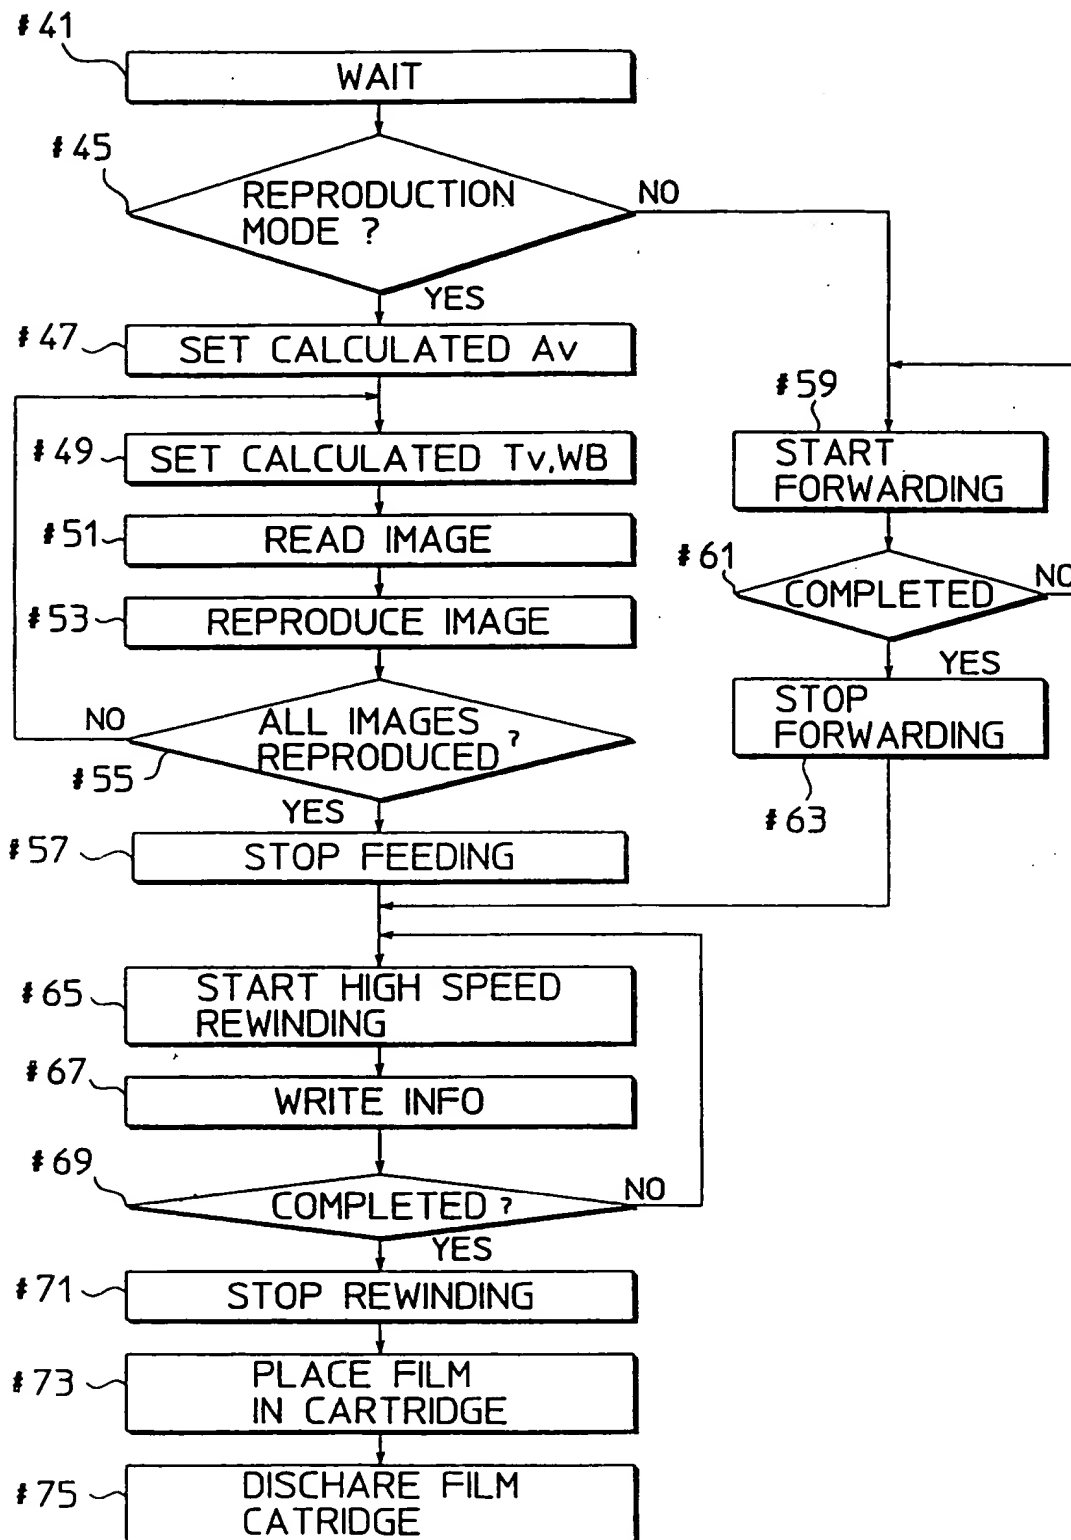 #41
WAIT
#45
REPRODUCTION
MODE ?
NO
YES
#47
SET CALCULATED Av
#49
SET CALCULATED Tv,WB
#51
READ IMAGE
#53
REPRODUCE IMAGE
NO
ALL IMAGES
REPRODUCED ?
#55
YES
#57
STOP FEEDING
#59
START
FORWARDING
#61
COMPLETED
NO
YES
STOP
FORWARDING
#63
#65
START HIGH SPEED
REWINDING
#67
WRITE INFO
#69
COMPLETED ?
NO
YES
#71
STOP REWINDING
#73
PLACE FILM
IN CARTRIDGE
#75
DISCHARE FILM
CATRIDGE